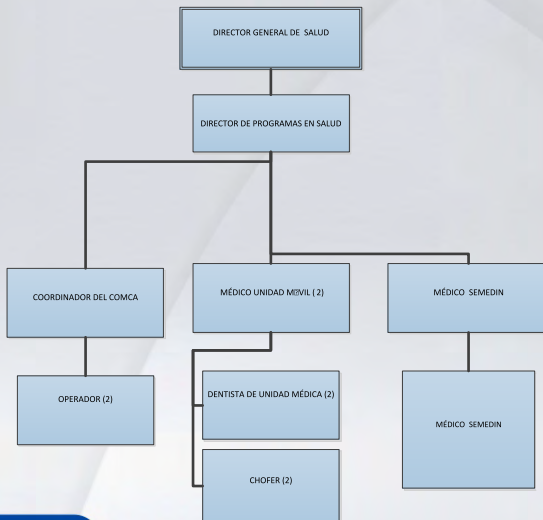 DIRECTOR GENERAL DE SALUD
DIRECTOR DE PROGRAMAS EN SALUD
COORDINADOR DEL COMCA
MÉDICO UNIDAD M⍰VIL ( 2)
MÉDICO SEMEDIN
OPERADOR (2)
DENTISTA DE UNIDAD MÉDICA (2)
MÉDICO SEMEDIN
CHOFER (2)